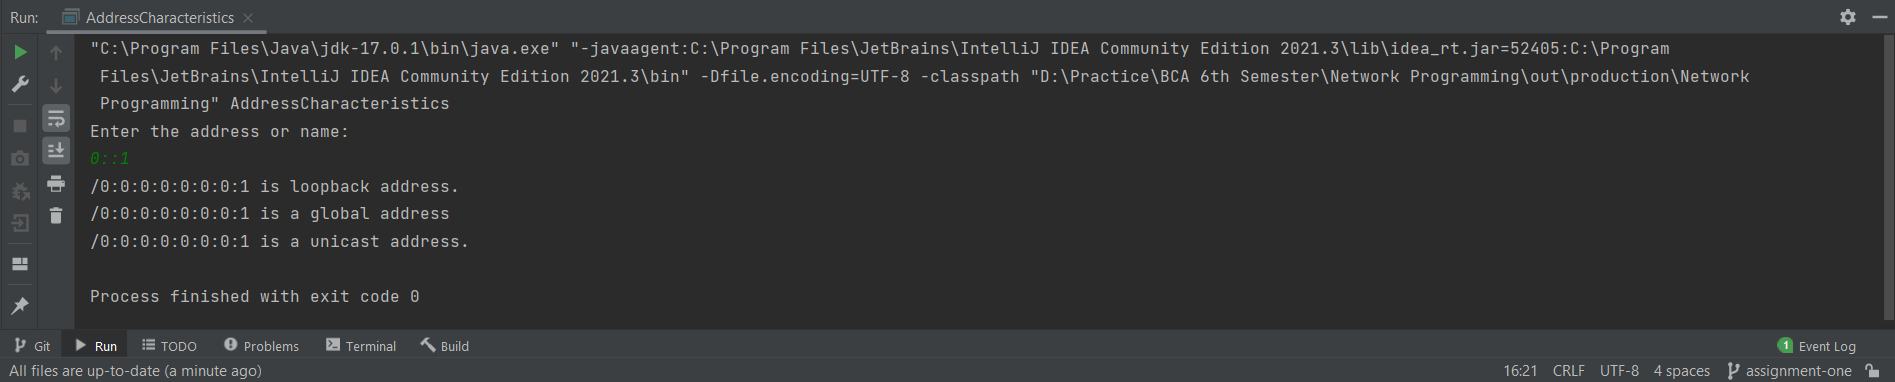 Run: AddressCharacteristics
"C:\Program Files\Java\jdk-17.0.1\bin\java.exe" "-javaagent:C:\Program Files\JetBrains\IntelliJ IDEA Community Edition 2021.3\lib\idea_rt.jar=52405:C:\Program
Files\JetBrains\IntelliJ IDEA Community Edition 2021.3\bin" -Dfile.encoding=UTF-8 -classpath "D:\Practice\BCA 6th Semester\Network Programming\out\production\Network
Programming" AddressCharacteristics
Enter the address or name:
0::1
/0:0:0:0:0:0:0:1 is loopback address.
/0:0:0:0:0:0:0:1 is a global address
/0:0:0:0:0:0:0:1 is a unicast address.
Process finished with exit code 0
Git Run TODO Problems Terminal Build 1 Event Log
All files are up-to-date (a minute ago) 16:21 CRLF UTF-8 4 spaces assignment-one